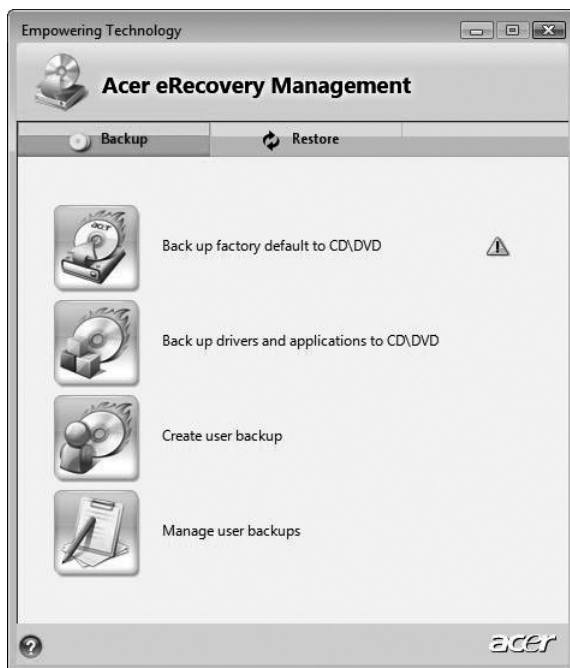 Empowering Technology
Acer eRecovery Management
Backup
Restore
Back up factory default to CD\DVD
Back up drivers and applications to CD\DVD
Create user backup
Manage user backups
acer